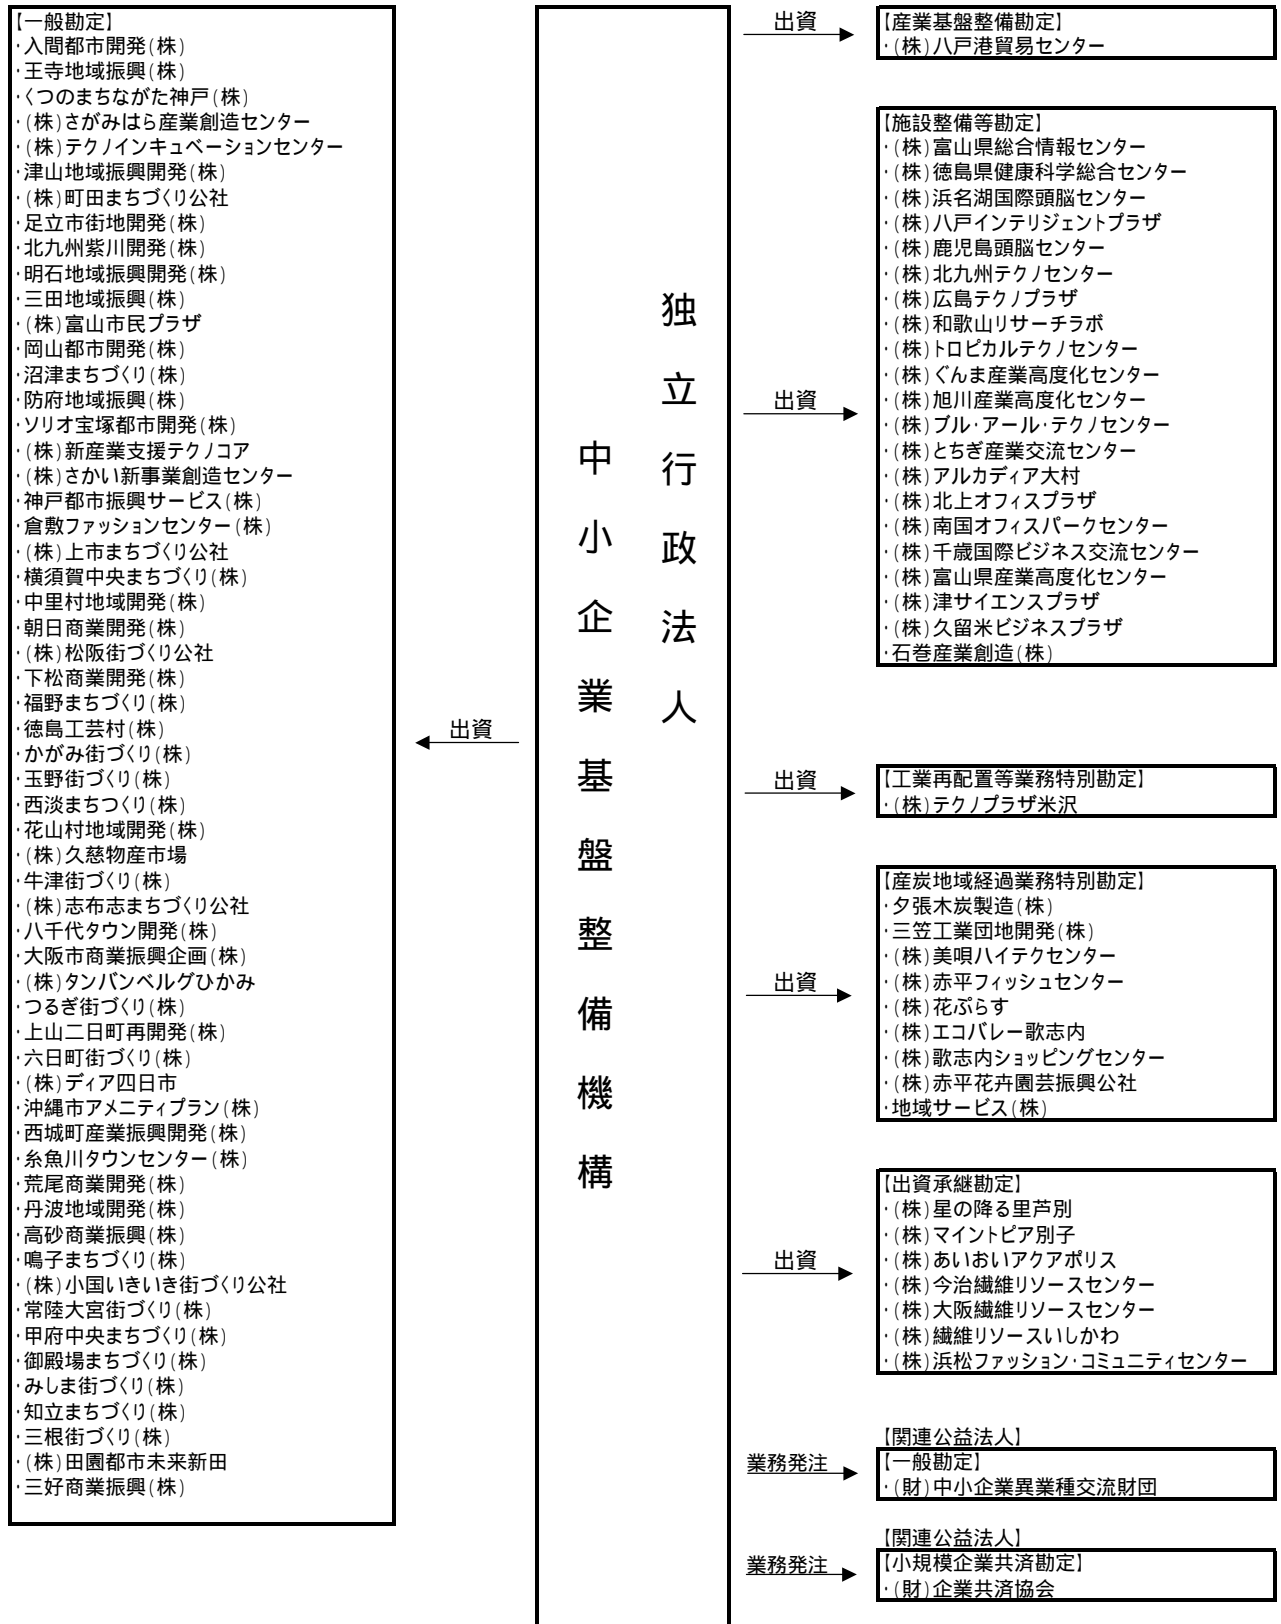 【一般勘定】
・入間都市開発(株)
・王寺地域振興(株)
・くつのまちながた神戸(株)
・(株)さがみはら産業創造センター
・(株)テクノインキュベーションセンター
・津山地域振興開発(株)
・(株)町田まちづくり公社
・足立市街地開発(株)
・北九州紫川開発(株)
・明石地域振興開発(株)
・三田地域振興(株)
・(株)富山市民プラザ
・岡山都市開発(株)
・沼津まちづくり(株)
・防府地域振興(株)
・ソリオ宝塚都市開発(株)
・(株)新産業支援テクノコア
・(株)さかい新事業創造センター
・神戸都市振興サービス(株)
・倉敷ファッションセンター(株)
・(株)上市まちづくり公社
・横須賀中央まちづくり(株)
・中里村地域開発(株)
・朝日商業開発(株)
・(株)松阪街づくり公社
・下松商業開発(株)
・福野まちづくり(株)
・徳島工芸村(株)
・かがみ街づくり(株)
・玉野街づくり(株)
・西淡まちつくり(株)
・花山村地域開発(株)
・(株)久慈物産市場
・牛津街づくり(株)
・(株)志布志まちづくり公社
・八千代タウン開発(株)
・大阪市商業振興企画(株)
・(株)タンバンベルグひかみ
・つるぎ街づくり(株)
・上山二日町再開発(株)
・六日町街づくり(株)
・(株)ディア四日市
・沖縄市アメニティプラン(株)
・西城町産業振興開発(株)
・糸魚川タウンセンター(株)
・荒尾商業開発(株)
・丹波地域開発(株)
・高砂商業振興(株)
・鳴子まちづくり(株)
・(株)小国いきいき街づくり公社
・常陸大宮街づくり(株)
・甲府中央まちづくり(株)
・御殿場まちづくり(株)
・みしま街づくり(株)
・知立まちづくり(株)
・三根街づくり(株)
・(株)田園都市未来新田
・三好商業振興(株)
出資
独立行政法人
中小企業基盤整備機構
出資
【産業基盤整備勘定】
・(株)八戸港貿易センター
出資
【施設整備等勘定】
・(株)富山県総合情報センター
・(株)徳島県健康科学総合センター
・(株)浜名湖国際頭脳センター
・(株)八戸インテリジェントプラザ
・(株)鹿児島頭脳センター
・(株)北九州テクノセンター
・(株)広島テクノプラザ
・(株)和歌山リサーチラボ
・(株)トロピカルテクノセンター
・(株)ぐんま産業高度化センター
・(株)旭川産業高度化センター
・(株)ブル・アール・テクノセンター
・(株)とちぎ産業交流センター
・(株)アルカディア大村
・(株)北上オフィスプラザ
・(株)南国オフィスパークセンター
・(株)千歳国際ビジネス交流センター
・(株)富山県産業高度化センター
・(株)津サイエンスプラザ
・(株)久留米ビジネスプラザ
・石巻産業創造(株)
出資
【工業再配置等業務特別勘定】
・(株)テクノプラザ米沢
出資
【産炭地域経過業務特別勘定】
・夕張木炭製造(株)
・三笠工業団地開発(株)
・(株)美唄ハイテクセンター
・(株)赤平フィッシュセンター
・(株)花ぷらす
・(株)エコバレー歌志内
・(株)歌志内ショッピングセンター
・(株)赤平花卉園芸振興公社
・地域サービス(株)
出資
【出資承継勘定】
・(株)星の降る里芦別
・(株)マイントピア別子
・(株)あいおいアクアポリス
・(株)今治繊維リソースセンター
・(株)大阪繊維リソースセンター
・(株)繊維リソースいしかわ
・(株)浜松ファッション・コミュニティセンター
業務発注
【関連公益法人】
【一般勘定】
・(財)中小企業異業種交流財団
業務発注
【関連公益法人】
【小規模企業共済勘定】
・(財)企業共済協会